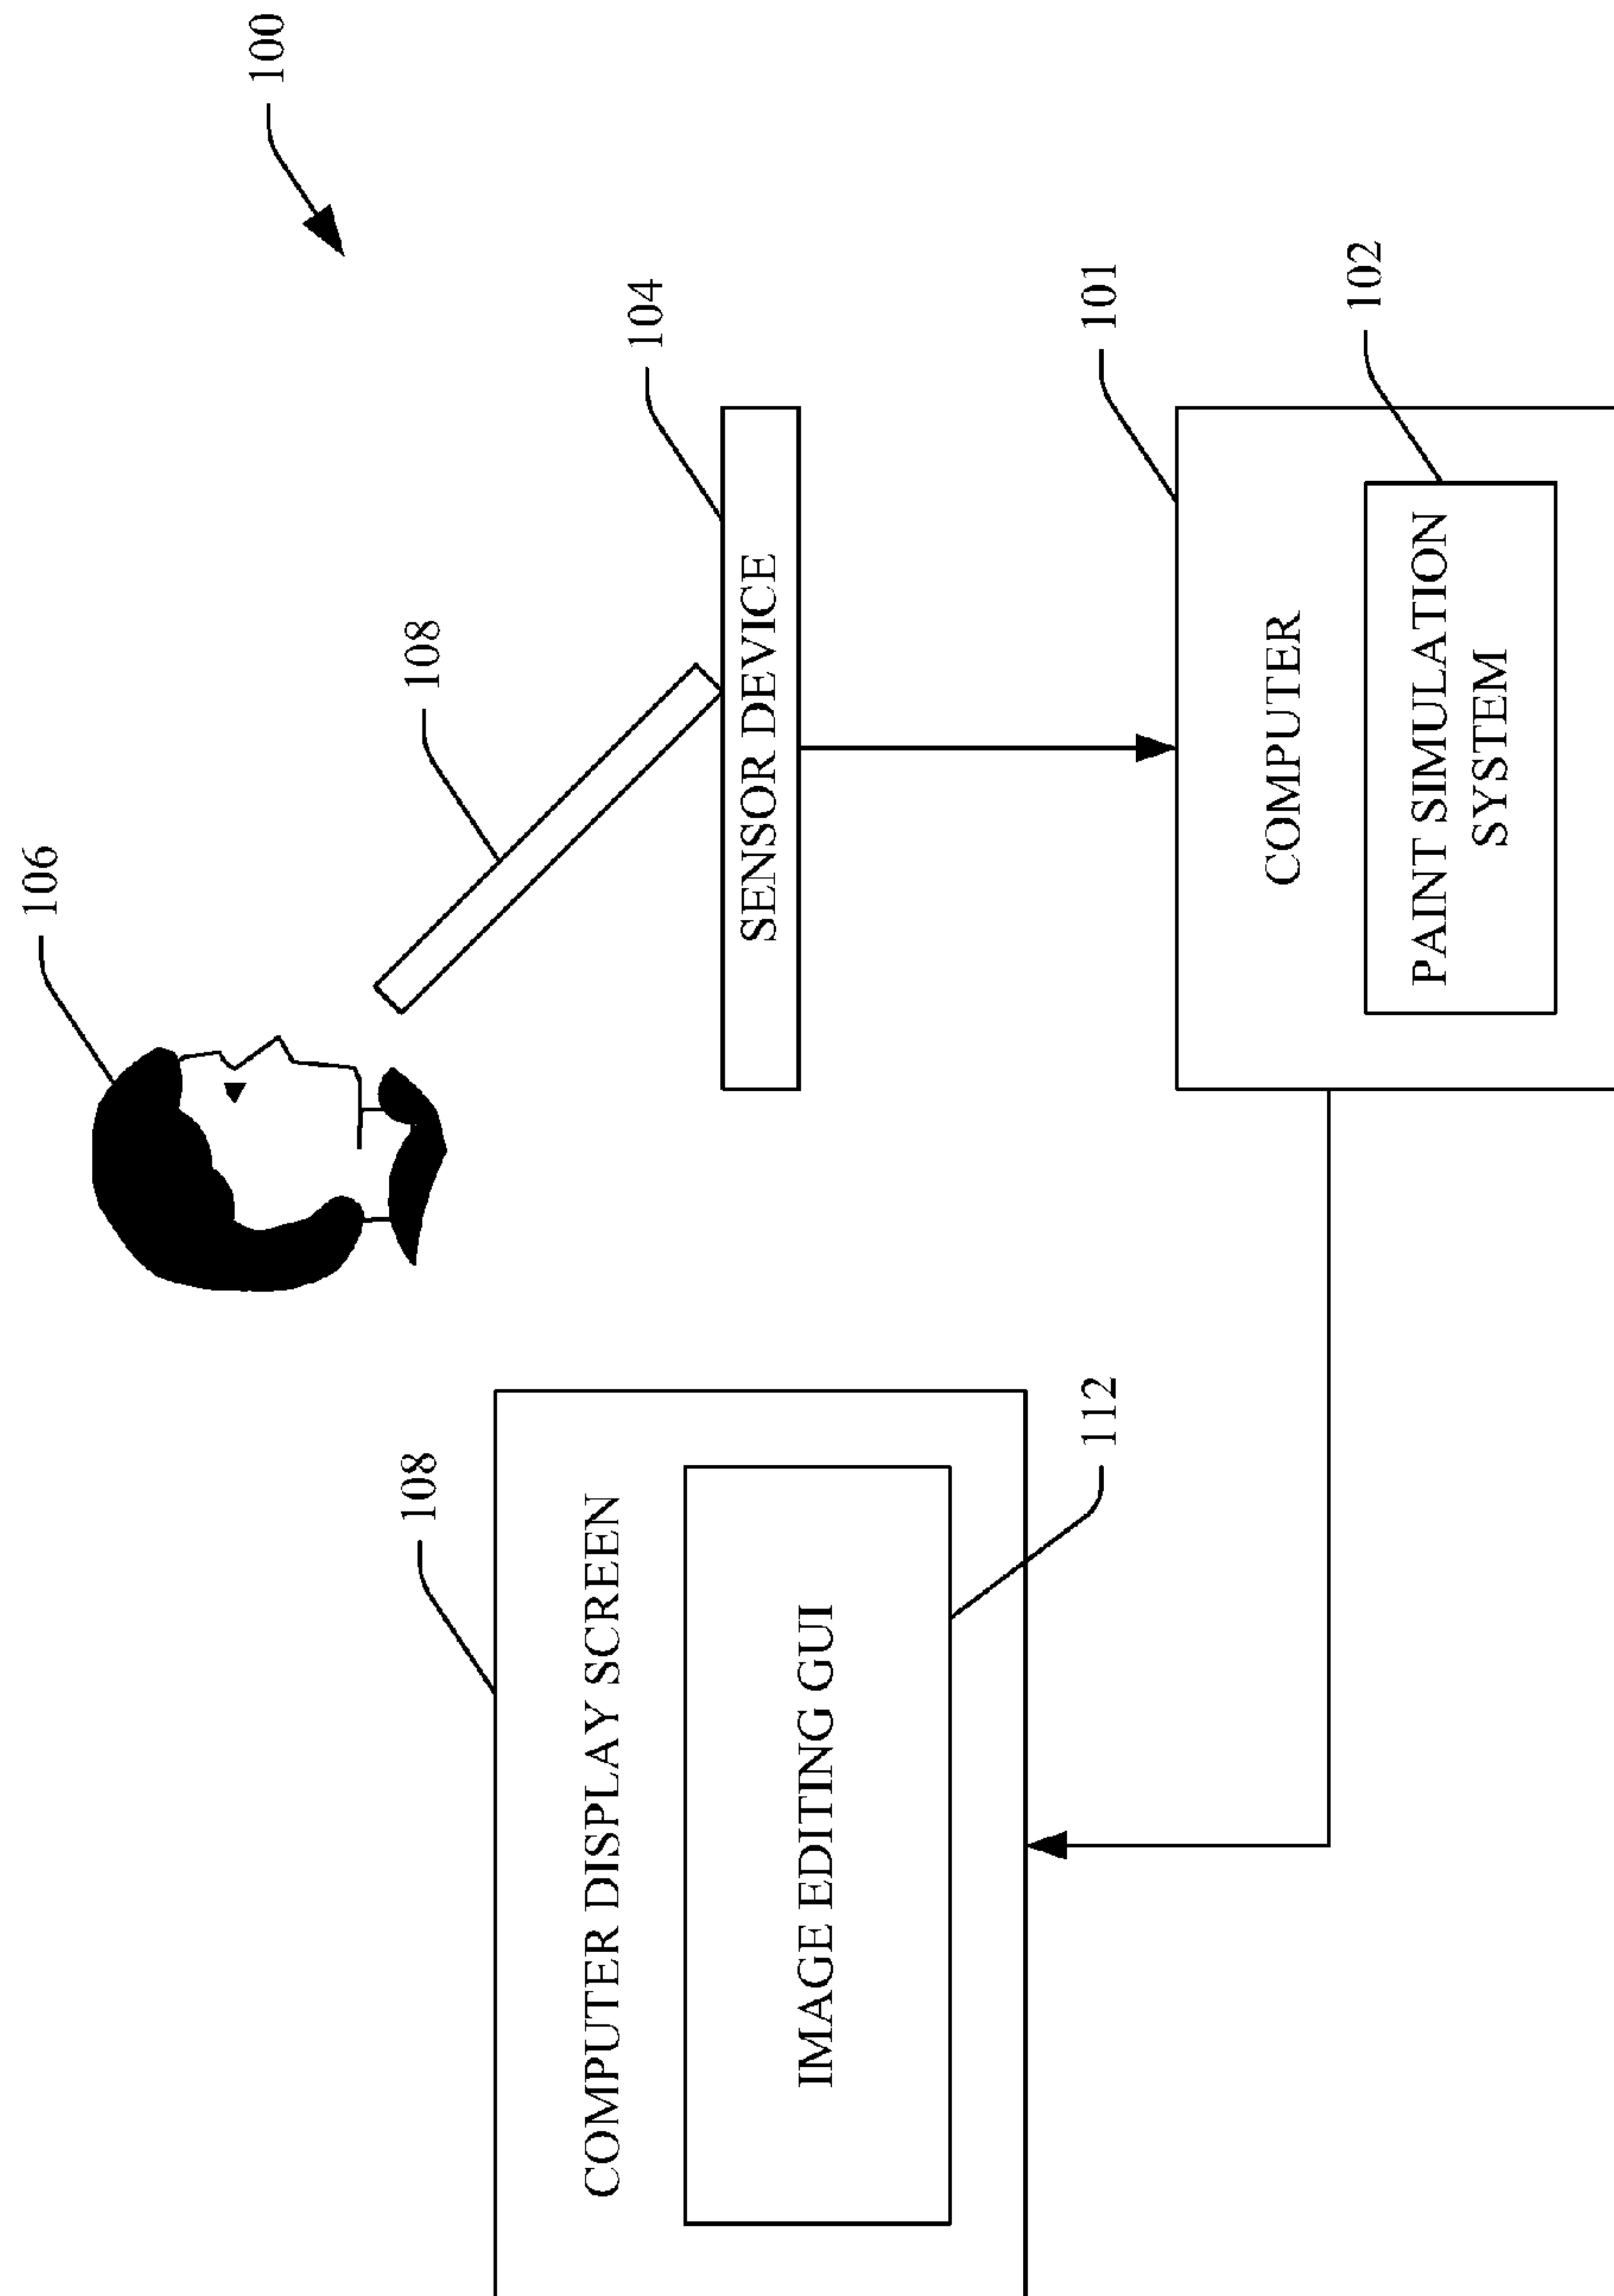 100
106
108
104
SENSOR DEVICE
101
COMPUTER
102
PAINT SIMULATION
SYSTEM
108
COMPUTER DISPLAY SCREEN
IMAGE EDITING GUI
112